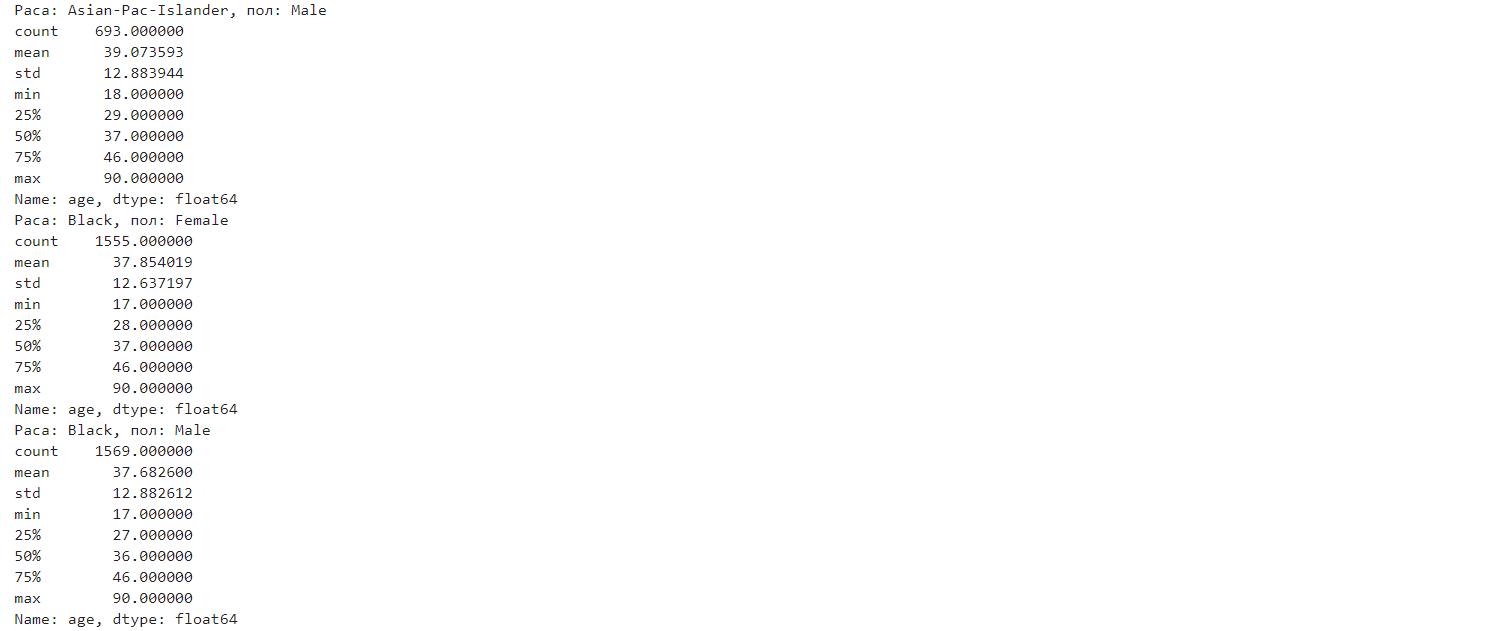 Раса: Asian-Pac-Islander, пол: Male
count    693.000000
mean      39.073593
std       12.883944
min       18.000000
25%       29.000000
50%       37.000000
75%       46.000000
max       90.000000
Name: age, dtype: float64
Раса: Black, пол: Female
count    1555.000000
mean       37.854019
std        12.637197
min        17.000000
25%        28.000000
50%        37.000000
75%        46.000000
max        90.000000
Name: age, dtype: float64
Раса: Black, пол: Male
count    1569.000000
mean       37.682600
std        12.882612
min        17.000000
25%        27.000000
50%        36.000000
75%        46.000000
max        90.000000
Name: age, dtype: float64